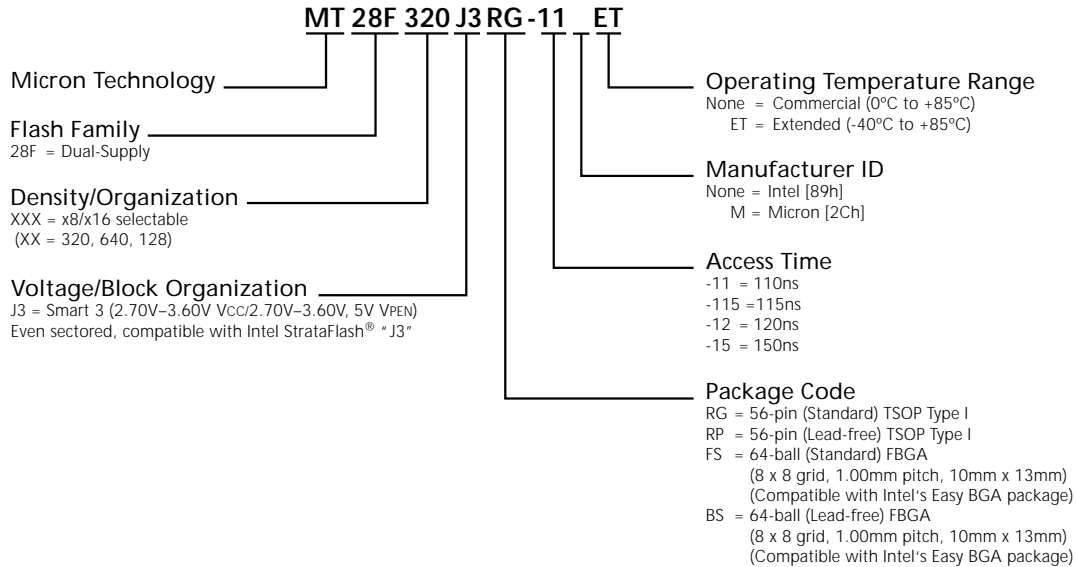 MT 28F 320 J3 RG -11 _ ET
Micron Technology
Flash Family
28F = Dual-Supply
Density/Organization
XXX = x8/x16 selectable
(XX = 320, 640, 128)
Voltage/Block Organization
J3 = Smart 3 (2.70V–3.60V VCC/2.70V–3.60V, 5V VPEN)
Even sectored, compatible with Intel StrataFlash® “J3”
Operating Temperature Range
None = Commercial (0ºC to +85ºC)
ET = Extended (-40ºC to +85ºC)
Manufacturer ID
None = Intel [89h]
M = Micron [2Ch]
Access Time
-11 = 110ns
-115 =115ns
-12 = 120ns
-15 = 150ns
Package Code
RG = 56-pin (Standard) TSOP Type I
RP = 56-pin (Lead-free) TSOP Type I
FS = 64-ball (Standard) FBGA
(8 x 8 grid, 1.00mm pitch, 10mm x 13mm)
(Compatible with Intel’s Easy BGA package)
BS = 64-ball (Lead-free) FBGA
(8 x 8 grid, 1.00mm pitch, 10mm x 13mm)
(Compatible with Intel’s Easy BGA package)